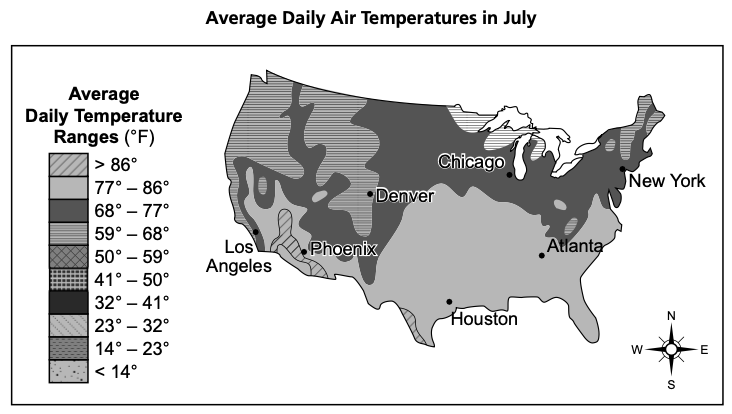 Average Daily Air Temperatures in July
Average
Daily Temperature
Ranges (°F)
> 86°
77° – 86°
68° – 77°
59° – 68°
50° – 59°
41° – 50°
32° – 41°
23° – 32°
14° – 23°
< 14°
Chicago
New York
Denver
Los
Angeles
Phoenix
Atlanta
Houston
N
W
E
S